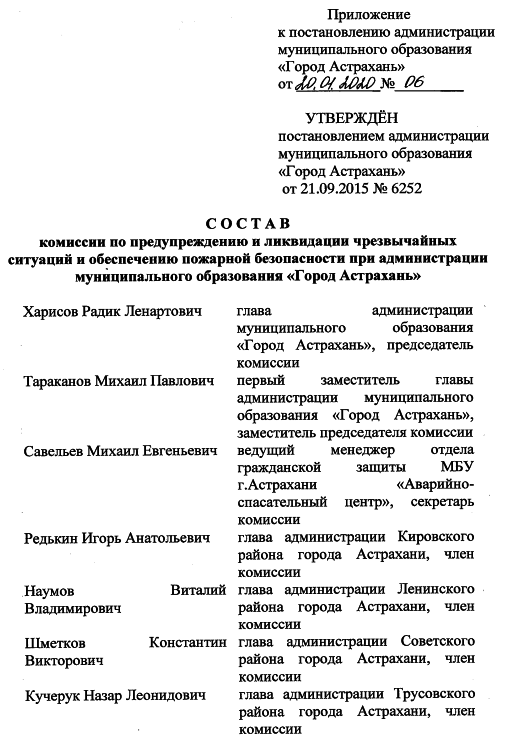 Приложение
к постановлению администрации
муниципального образования
«Город Астрахань»
от 20.01.2020 № 06
УТВЕРЖДЁН
постановлением администрации
муниципального образования
«Город Астрахань»
от 21.09.2015 № 6252
С О С Т А В
комиссии по предупреждению и ликвидации чрезвычайных
ситуаций и обеспечению пожарной безопасности при администрации
муниципального образования «Город Астрахань»
Харисов Радик Ленартович глава администрации
муниципального образования
«Город Астрахань», председатель
комиссии
Тараканов Михаил Павлович первый заместитель главы
администрации муниципального
образования «Город Астрахань»,
заместитель председателя комиссии
Савельев Михаил Евгеньевич ведущий менеджер отдела
гражданской защиты МБУ
г.Астрахани «Аварийно-
спасательный центр», секретарь
комиссии
Редькин Игорь Анатольевич глава администрации Кировского
района города Астрахани, член
комиссии
Наумов Виталий глава администрации Ленинского
Владимирович района города Астрахани, член
комиссии
Шметков Константин глава администрации Советского
Викторович района города Астрахани, член
комиссии
Кучерук Назар Леонидович глава администрации Трусовского
района города Астрахани, член
комиссии